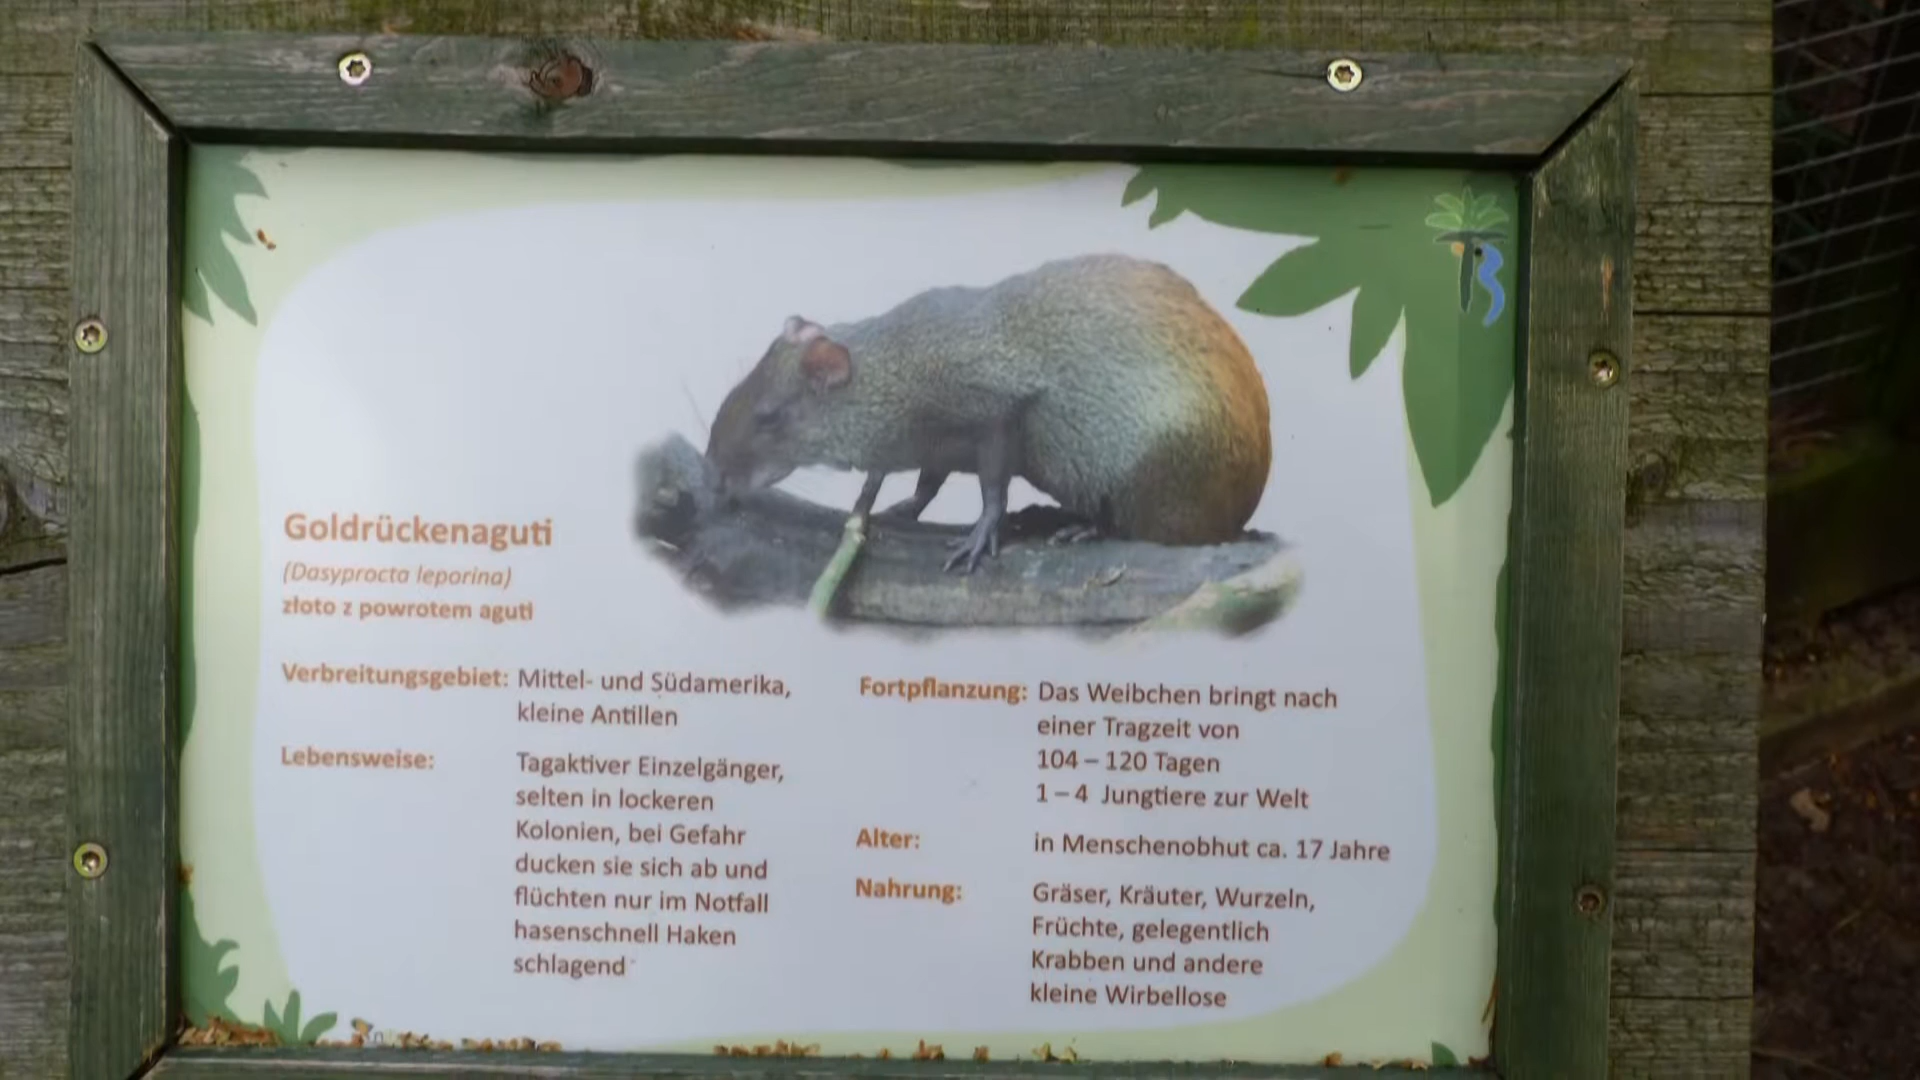 Goldrückenaguti
(Dasyprocta leporina)
złoto z powrotem aguti
Verbreitungsgebiet: Mittel- und Südamerika,
kleine Antillen
Lebensweise: Tagaktiver Einzelgänger,
selten in lockeren
Kolonien, bei Gefahr
ducken sie sich ab und
flüchten nur im Notfall
hasenschnell Haken
schlagend
Fortpflanzung: Das Weibchen bringt nach
einer Tragzeit von
104 – 120 Tagen
1 – 4 Jungtiere zur Welt
Alter: in Menschenobhut ca. 17 Jahre
Nahrung: Gräser, Kräuter, Wurzeln,
Früchte, gelegentlich
Krabben und andere
kleine Wirbellose